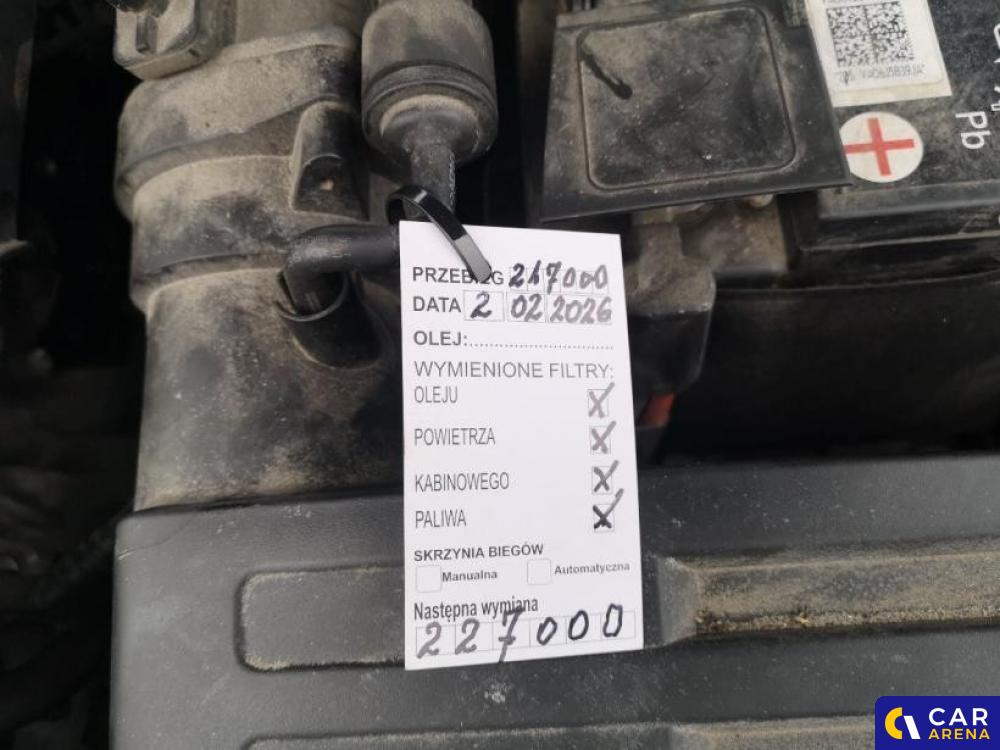 Pb
PRZEBIEG 217000
DATA 2 02 2026
OLEJ:
WYMIENIONE FILTRY:
OLEJU X
POWIETRZA X
KABINOWEGO X
PALIWA X
SKRZYNIA BIEGÓW
Manualna Automatyczna
Następna wymiana
227000
CAR
ARENA